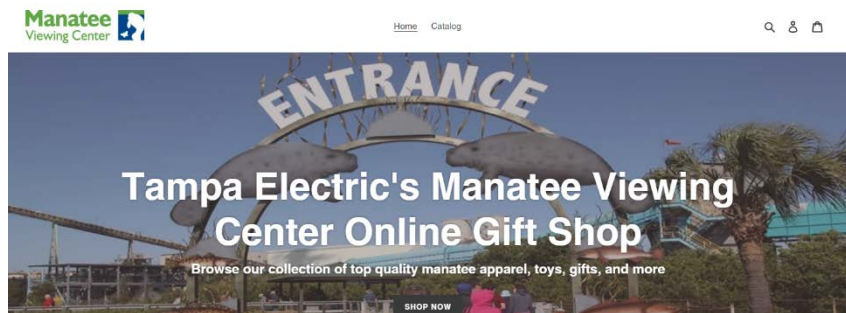 Manatee
Viewing Center
Home Catalog
ENTRANCE
Tampa Electric's Manatee Viewing
Center Online Gift Shop
Browse our collection of top quality manatee apparel, toys, gifts, and more
SHOP NOW